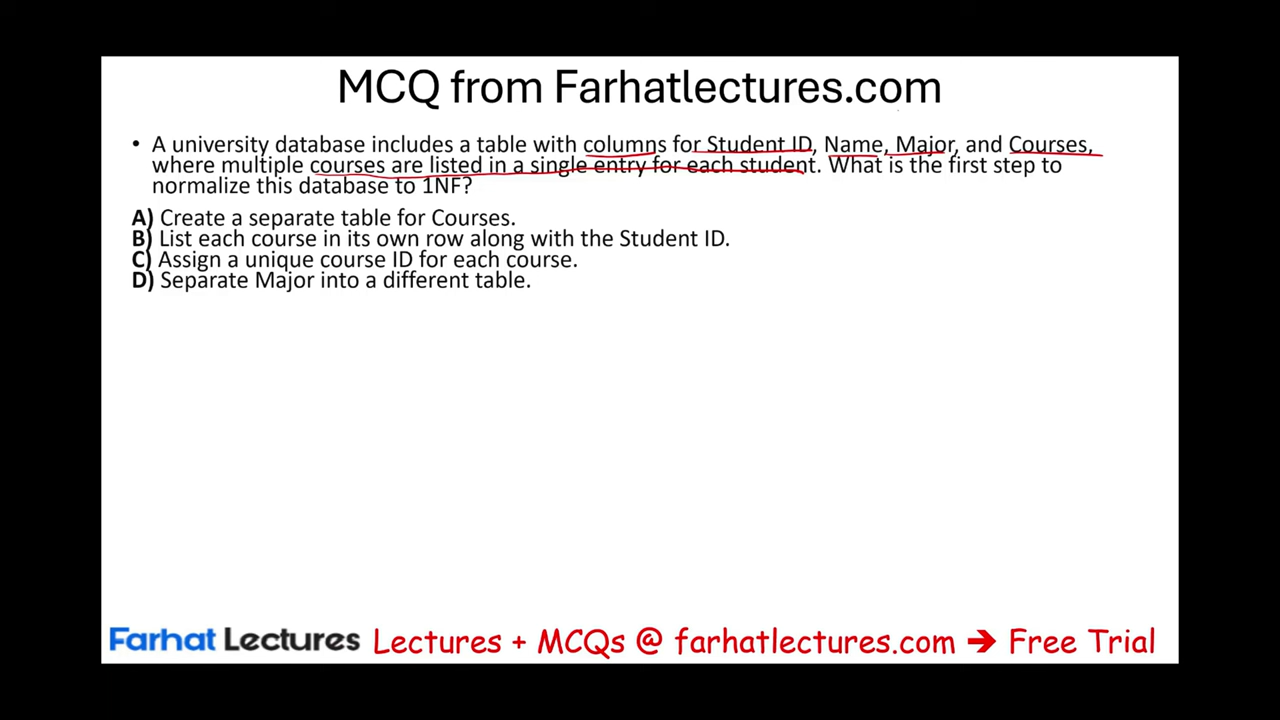 MCQ from Farhatlectures.com
• A university database includes a table with columns for Student ID, Name, Major, and Courses,
where multiple courses are listed in a single entry for each student. What is the first step to
normalize this database to 1NF?
A) Create a separate table for Courses.
B) List each course in its own row along with the Student ID.
C) Assign a unique course ID for each course.
D) Separate Major into a different table.
Farhat Lectures Lectures + MCQs @ farhatlectures.com ➔ Free Trial